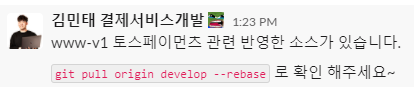 김민태 결제서비스개발 1:23 PM
www-v1 토스페이먼츠 관련 반영한 소스가 있습니다.
git pull origin develop --rebase 로 확인 해주세요~